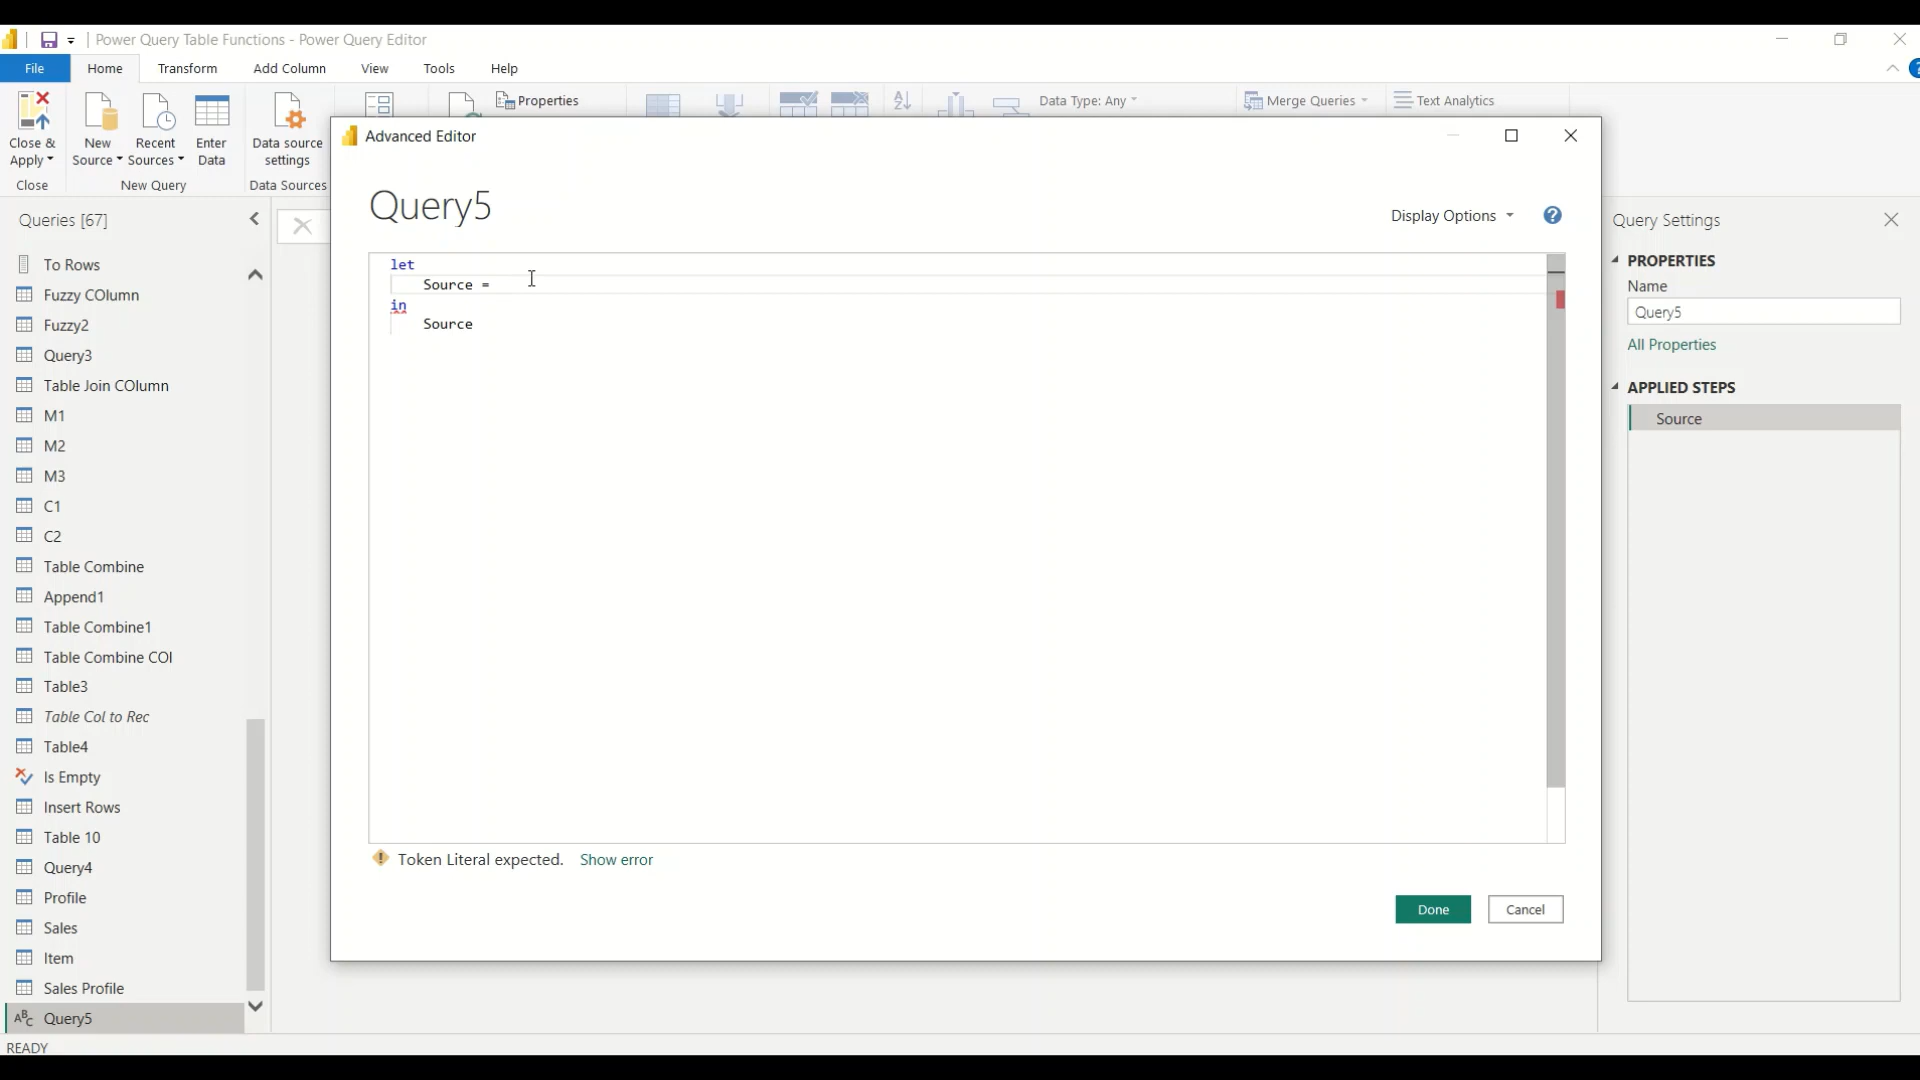 Power Query Table Functions - Power Query Editor
File Home Transform Add Column View Tools Help
Close &
Apply
New
Source
Recent
Sources
Enter
Data
Data source
settings
Properties
Data Type: Any
Merge Queries
Text Analytics
Close
New Query
Data Sources
Queries [67]
To Rows
Fuzzy COlumn
Fuzzy2
Query3
Table Join COlumn
M1
M2
M3
C1
C2
Table Combine
Append1
Table Combine1
Table Combine COl
Table3
Table Col to Rec
Table4
Is Empty
Insert Rows
Table 10
Query4
Profile
Sales
Item
Sales Profile
ABC Query5
READY
Advanced Editor
Query5
Display Options
?
let
Source =
in
Source
Token Literal expected. Show error
Done
Cancel
Query Settings
PROPERTIES
Name
Query5
All Properties
APPLIED STEPS
Source